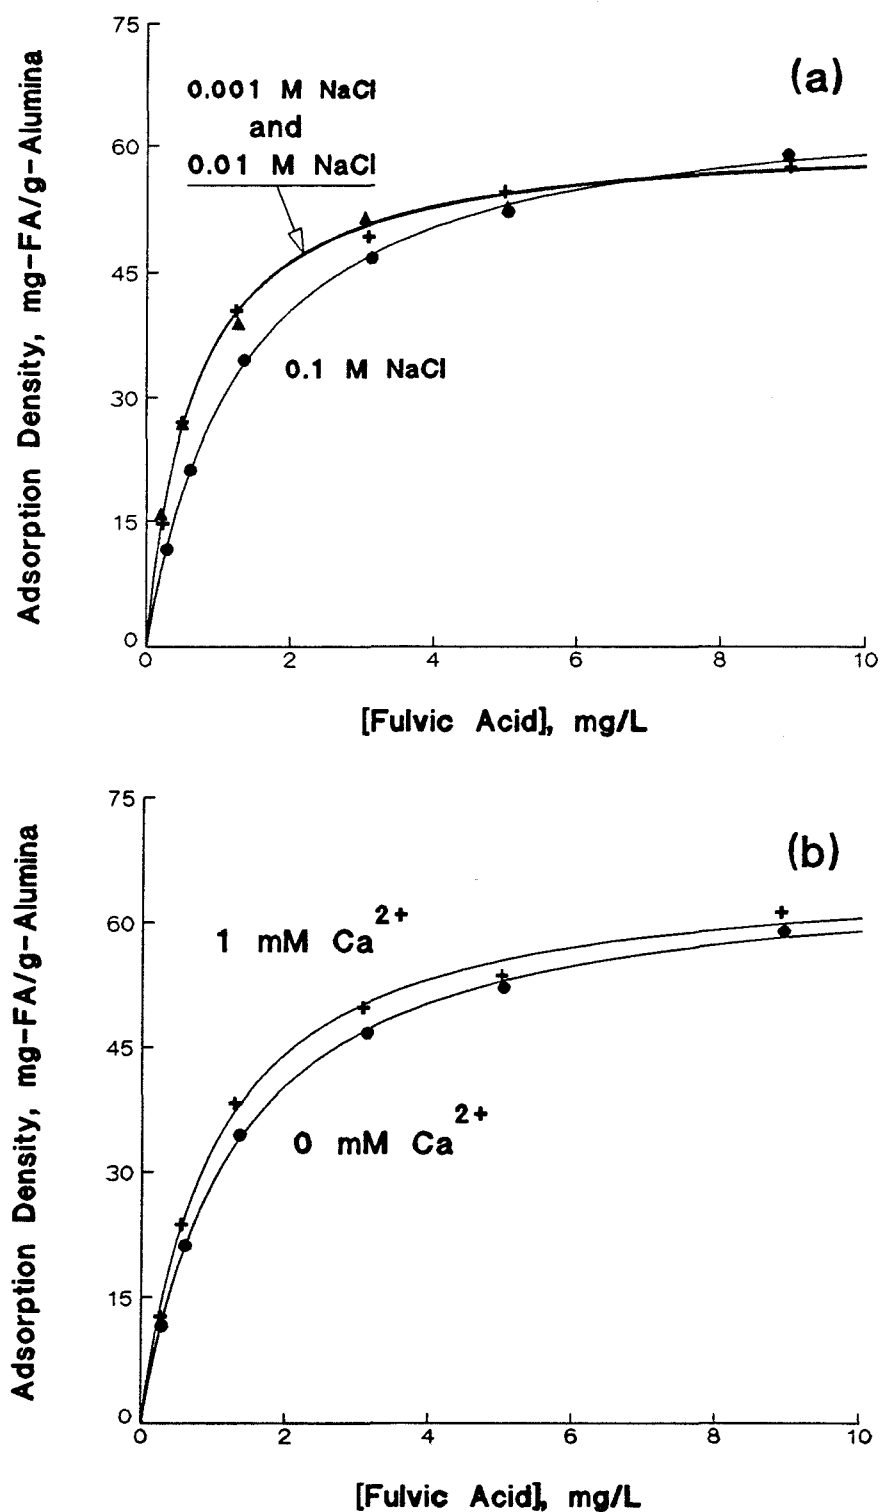 75
(a)
0.001 M NaCl
and
0.01 M NaCl
60
45
0.1 M NaCl
30
15
0
0 2 4 6 8 10
Adsorption Density, mg-FA/g-Alumina
[Fulvic Acid], mg/L
75
(b)
1 mM Ca2+
60
45
0 mM Ca2+
30
15
0
0 2 4 6 8 10
Adsorption Density, mg-FA/g-Alumina
[Fulvic Acid], mg/L